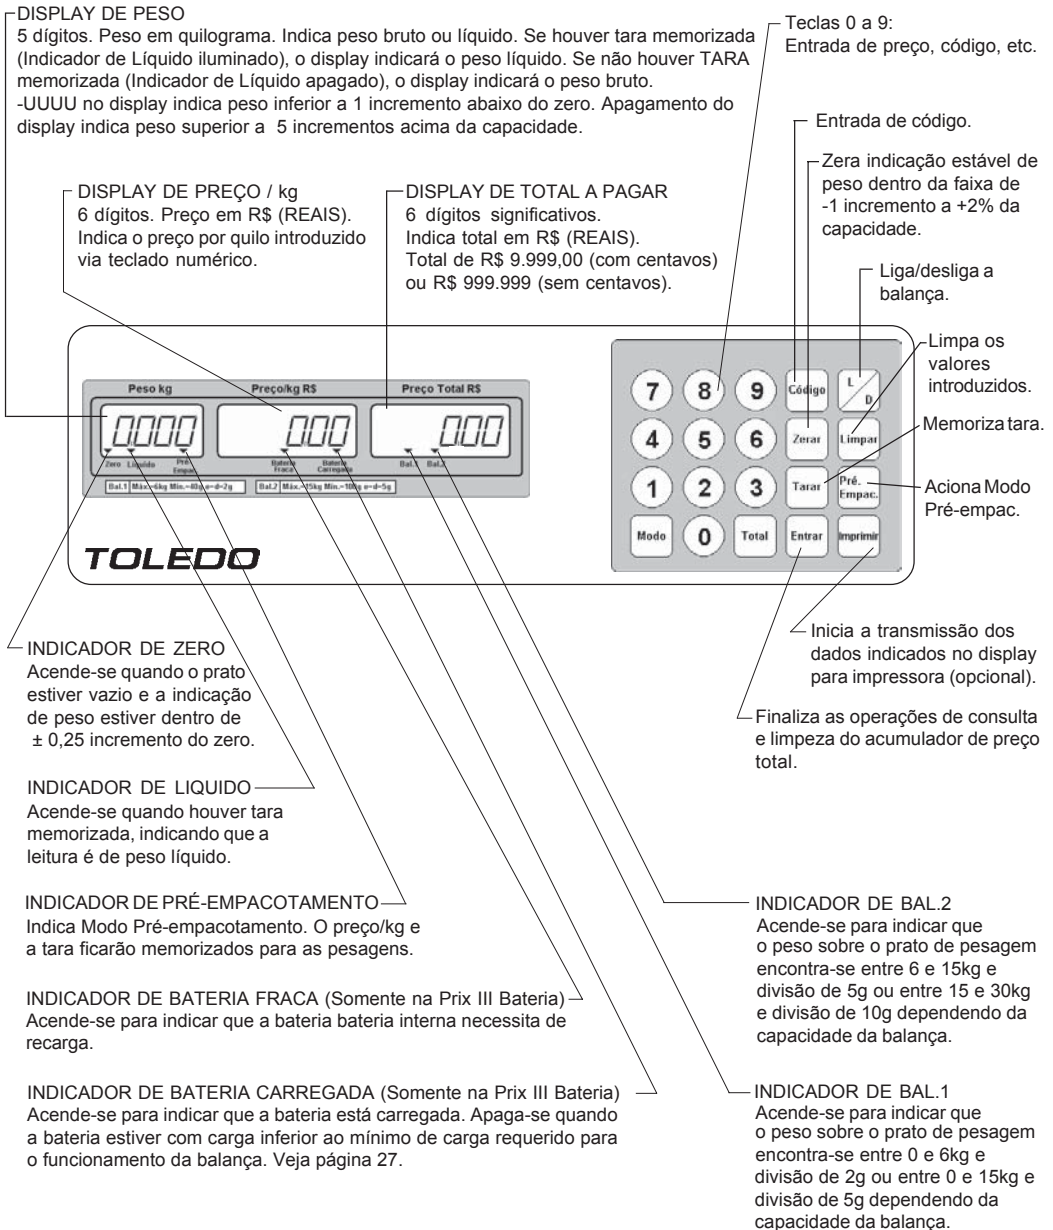 DISPLAY DE PESO
5 dígitos. Peso em quilograma. Indica peso bruto ou líquido. Se houver tara memorizada
(Indicador de Líquido iluminado), o display indicará o peso líquido. Se não houver TARA
memorizada (Indicador de Líquido apagado), o display indicará o peso bruto.
-UUUU no display indica peso inferior a 1 incremento abaixo do zero. Apagamento do
display indica peso superior a 5 incrementos acima da capacidade.
Teclas 0 a 9:
Entrada de preço, código, etc.
Entrada de código.
Zera indicação estável de
peso dentro da faixa de
-1 incremento a +2% da
capacidade.
DISPLAY DE PREÇO / kg
6 dígitos. Preço em R$ (REAIS).
Indica o preço por quilo introduzido
via teclado numérico.
DISPLAY DE TOTAL A PAGAR
6 dígitos significativos.
Indica total em R$ (REAIS).
Total de R$ 9.999,00 (com centavos)
ou R$ 999.999 (sem centavos).
Liga/desliga a
balança.
Limpa os
valores
introduzidos.
Memoriza tara.
Aciona Modo
Pré-empac.
Peso kg
Preço/kg R$
Preço Total R$
0.000
0.00
0.00
Zero Líquido Pré Empac.
Bateria Fraca
Bateria Carregada
Bal.1 Bal.2
Bal.1 Máx.=6kg Mín.=40g e=d=2g
Bal.2 Máx.=15kg Mín.=100g e=d=5g
TOLEDO
7 8 9 Código L/D
4 5 6 Zerar Limpar
1 2 3 Tarar Pré. Empac.
Modo 0 Total Entrar Imprimir
INDICADOR DE ZERO
Acende-se quando o prato
estiver vazio e a indicação
de peso estiver dentro de
± 0,25 incremento do zero.
INDICADOR DE LIQUIDO
Acende-se quando houver tara
memorizada, indicando que a
leitura é de peso líquido.
INDICADOR DE PRÉ-EMPACOTAMENTO
Indica Modo Pré-empacotamento. O preço/kg e
a tara ficarão memorizados para as pesagens.
INDICADOR DE BATERIA FRACA (Somente na Prix III Bateria)
Acende-se para indicar que a bateria bateria interna necessita de
recarga.
INDICADOR DE BATERIA CARREGADA (Somente na Prix III Bateria)
Acende-se para indicar que a bateria está carregada. Apaga-se quando
a bateria estiver com carga inferior ao mínimo de carga requerido para
o funcionamento da balança. Veja página 27.
Inicia a transmissão dos
dados indicados no display
para impressora (opcional).
Finaliza as operações de consulta
e limpeza do acumulador de preço
total.
INDICADOR DE BAL.2
Acende-se para indicar que
o peso sobre o prato de pesagem
encontra-se entre 6 e 15kg e
divisão de 5g ou entre 15 e 30kg
e divisão de 10g dependendo da
capacidade da balança.
INDICADOR DE BAL.1
Acende-se para indicar que
o peso sobre o prato de pesagem
encontra-se entre 0 e 6kg e
divisão de 2g ou entre 0 e 15kg e
divisão de 5g dependendo da
capacidade da balança.